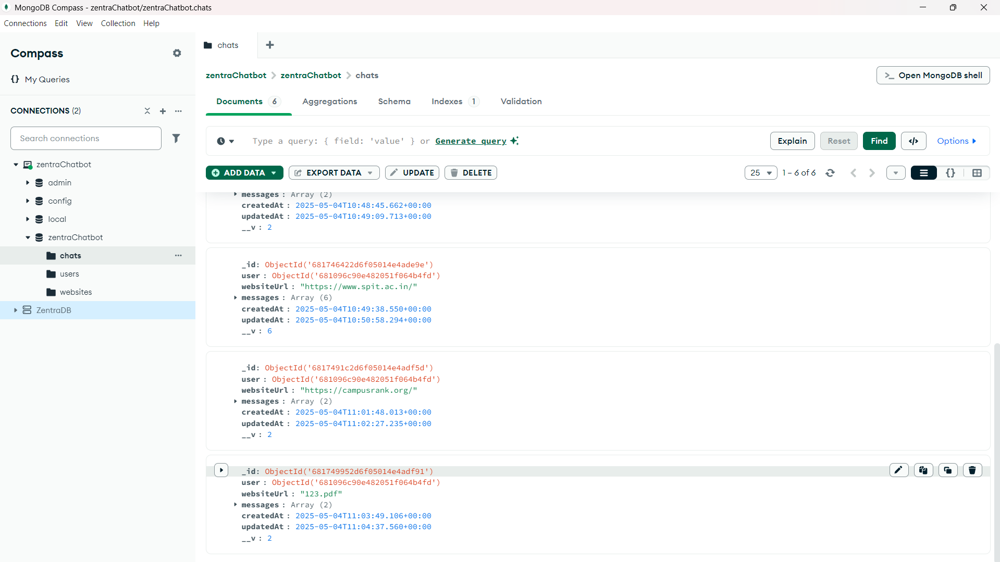 MongoDB Compass - zentraChatbot/zentraChatbot.chats
Connections Edit View Collection Help
Compass
{} My Queries
CONNECTIONS (2)
Search connections
zentraChatbot
admin
config
local
zentraChatbot
chats
users
websites
ZentraDB
chats
zentraChatbot > zentraChatbot > chats
>_ Open MongoDB shell
Documents 6 Aggregations Schema Indexes 1 Validation
Type a query: { field: 'value' } or Generate query
Explain Reset Find </> Options
ADD DATA EXPORT DATA UPDATE DELETE
25 1 – 6 of 6 {}
messages : Array (2)
createdAt : 2025-05-04T10:48:45.662+00:00
updatedAt : 2025-05-04T10:49:09.713+00:00
__v : 2
_id: ObjectId('681746422d6f05014e4ade9e')
user : ObjectId('681096c90e482051f064b4fd')
websiteUrl : "https://www.spit.ac.in/"
messages : Array (6)
createdAt : 2025-05-04T10:49:38.550+00:00
updatedAt : 2025-05-04T10:50:58.294+00:00
__v : 6
_id: ObjectId('6817491c2d6f05014e4adf5d')
user : ObjectId('681096c90e482051f064b4fd')
websiteUrl : "https://campusrank.org/"
messages : Array (2)
createdAt : 2025-05-04T11:01:48.013+00:00
updatedAt : 2025-05-04T11:02:27.235+00:00
__v : 2
_id: ObjectId('681749952d6f05014e4adf91')
user : ObjectId('681096c90e482051f064b4fd')
websiteUrl : "123.pdf"
messages : Array (2)
createdAt : 2025-05-04T11:03:49.106+00:00
updatedAt : 2025-05-04T11:04:37.560+00:00
__v : 2